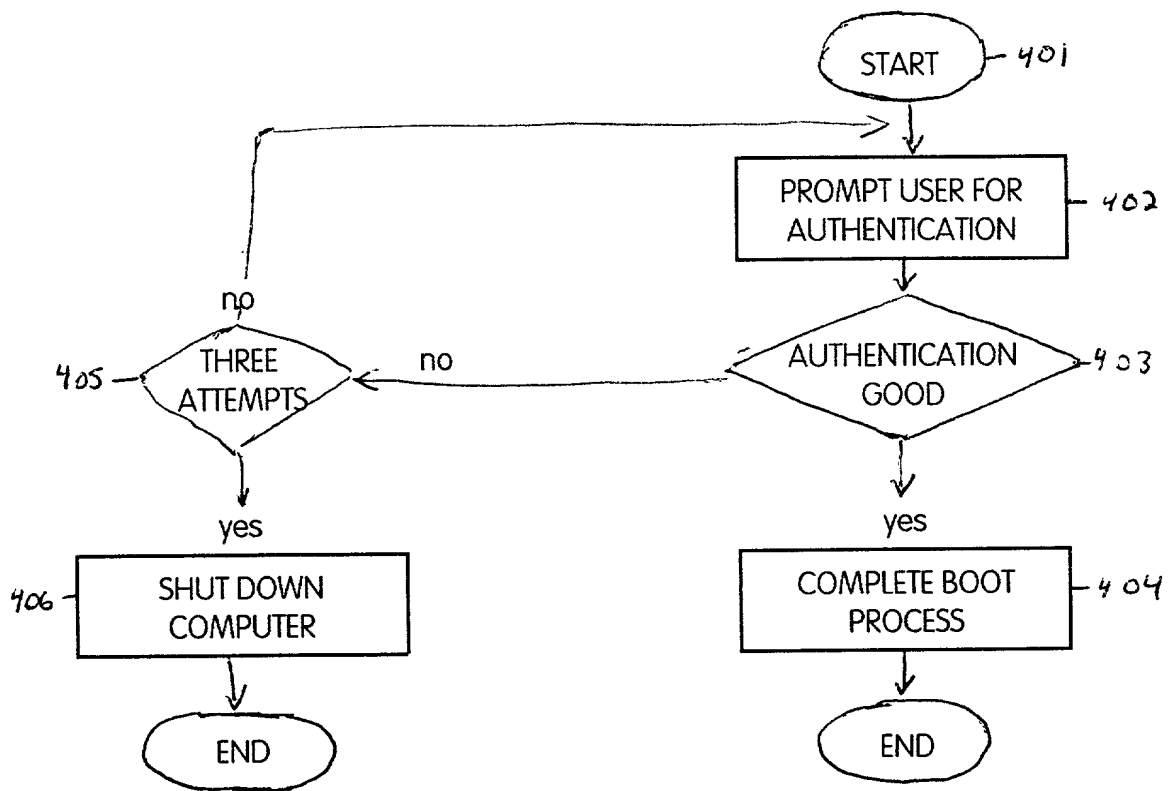 START
401
PROMPT USER FOR
AUTHENTICATION
402
no
THREE
ATTEMPTS
405
no
AUTHENTICATION
GOOD
403
yes
yes
SHUT DOWN
COMPUTER
406
COMPLETE BOOT
PROCESS
404
END
END